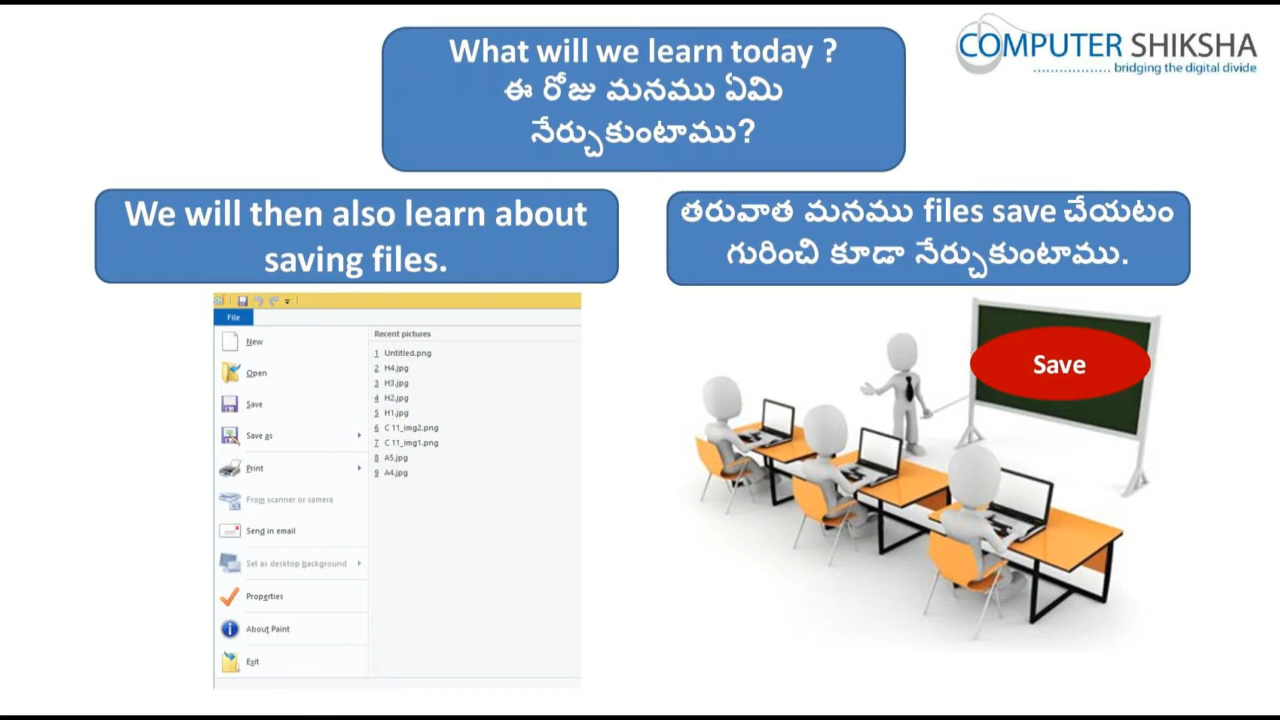 COMPUTER SHIKSHA
.................. bridging the digital divide
What will we learn today ?
ఈ రోజు మనము ఏమి
నేర్చుకుంటాము?
We will then also learn about
saving files.
తరువాత మనము files save చేయటం
గురించి కూడా నేర్చుకుంటాము.
File
New
Open
Save
Save as
Print
From scanner or camera
Send in email
Set as desktop background
Properties
About Paint
Exit
Recent pictures
1 Untitled.png
2 H4.jpg
3 H3.jpg
4 H2.jpg
5 H1.jpg
6 C 11_img2.png
7 C 11_img1.png
8 A5.jpg
9 A4.jpg
Save